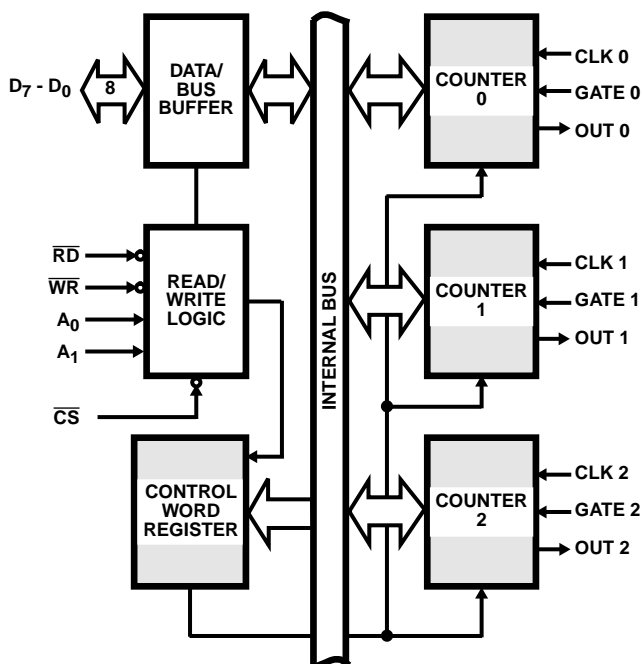 D7 - D0
8
DATA/
BUS
BUFFER
RD
WR
A0
A1
CS
READ/
WRITE
LOGIC
CONTROL
WORD
REGISTER
INTERNAL BUS
COUNTER
0
CLK 0
GATE 0
OUT 0
COUNTER
1
CLK 1
GATE 1
OUT 1
COUNTER
2
CLK 2
GATE 2
OUT 2